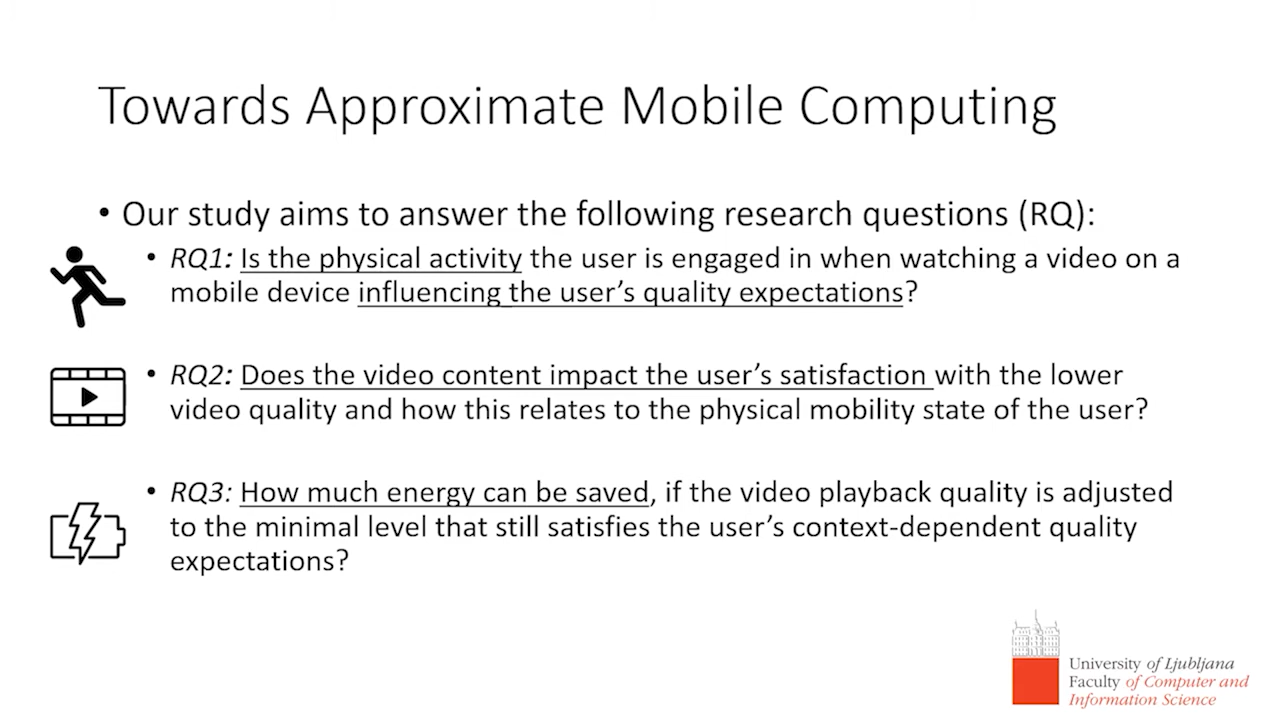 Towards Approximate Mobile Computing
• Our study aims to answer the following research questions (RQ):
• RQ1: Is the physical activity the user is engaged in when watching a video on a
mobile device influencing the user's quality expectations?
• RQ2: Does the video content impact the user's satisfaction with the lower
video quality and how this relates to the physical mobility state of the user?
• RQ3: How much energy can be saved, if the video playback quality is adjusted
to the minimal level that still satisfies the user's context-dependent quality
expectations?
University of Ljubljana
Faculty of Computer and
Information Science